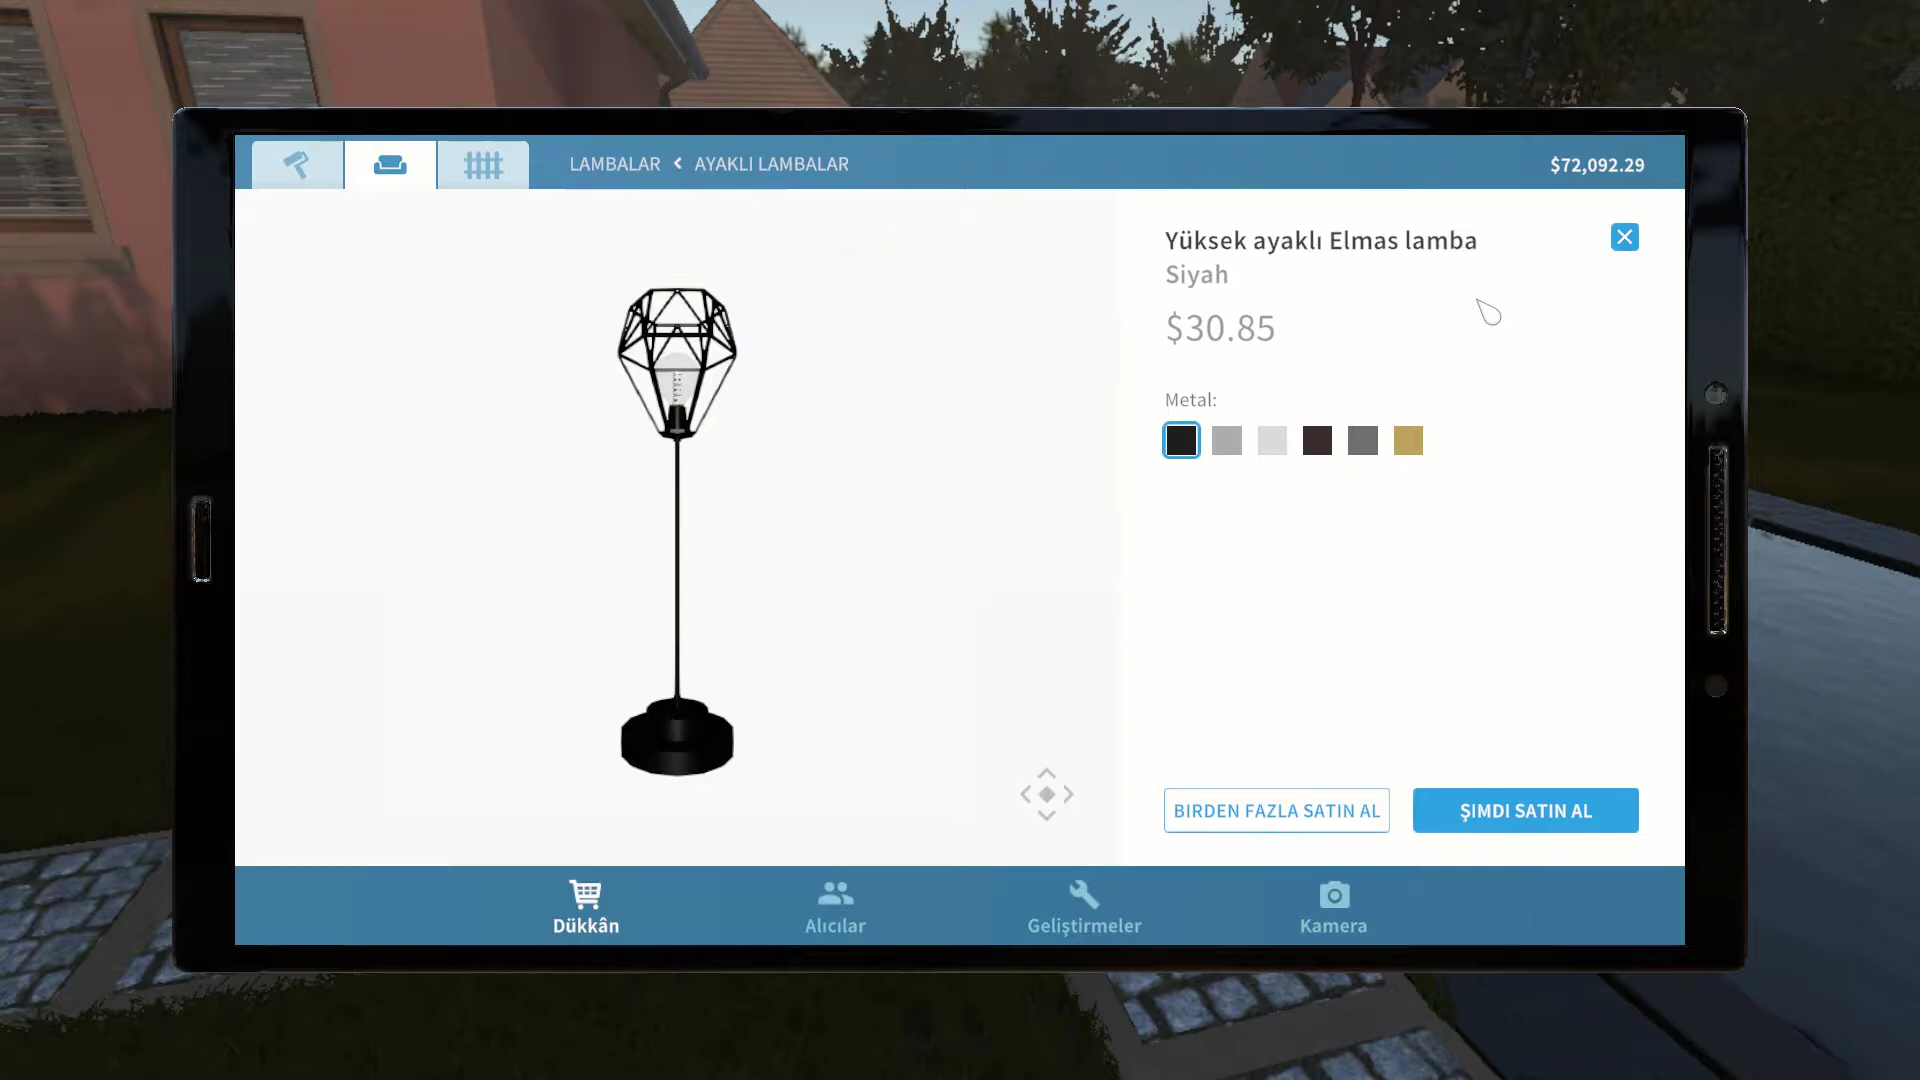 LAMBALAR < AYAKLI LAMBALAR
$72,092.29
Yüksek ayaklı Elmas lamba
Siyah
$30.85
Metal:
BIRDEN FAZLA SATIN AL
ŞIMDI SATIN AL
Dükkân
Alıcılar
Geliştirmeler
Kamera